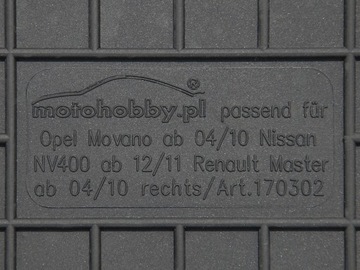 motohobby.pl® passend für
Opel Movano ab 04/10 Nissan
NV400 ab 12/11 Renault Master
ab 04/10 rechts/Art.170302